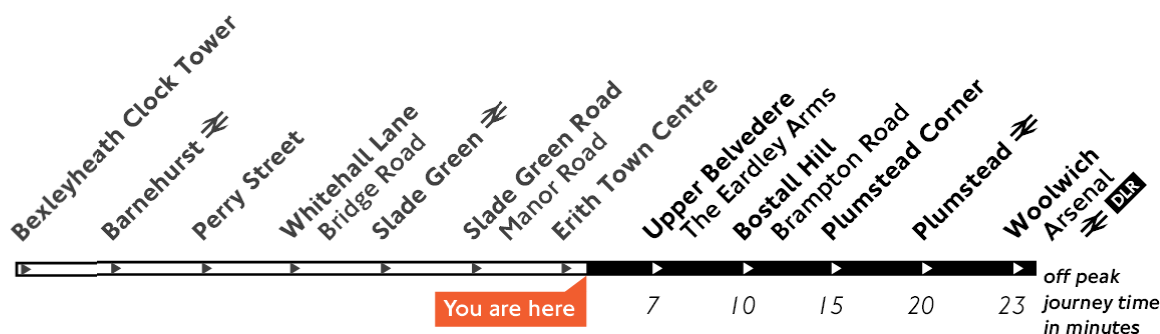 Bexleyheath Clock Tower
Barnehurst
Perry Street
Whitehall Lane
Bridge Road
Slade Green
Slade Green Road
Manor Road
Erith Town Centre
Upper Belvedere
The Eardley Arms
Bostall Hill
Brampton Road
Plumstead Corner
Plumstead
Woolwich
Arsenal
DLR
You are here
7
10
15
20
23
off peak
journey time
in minutes